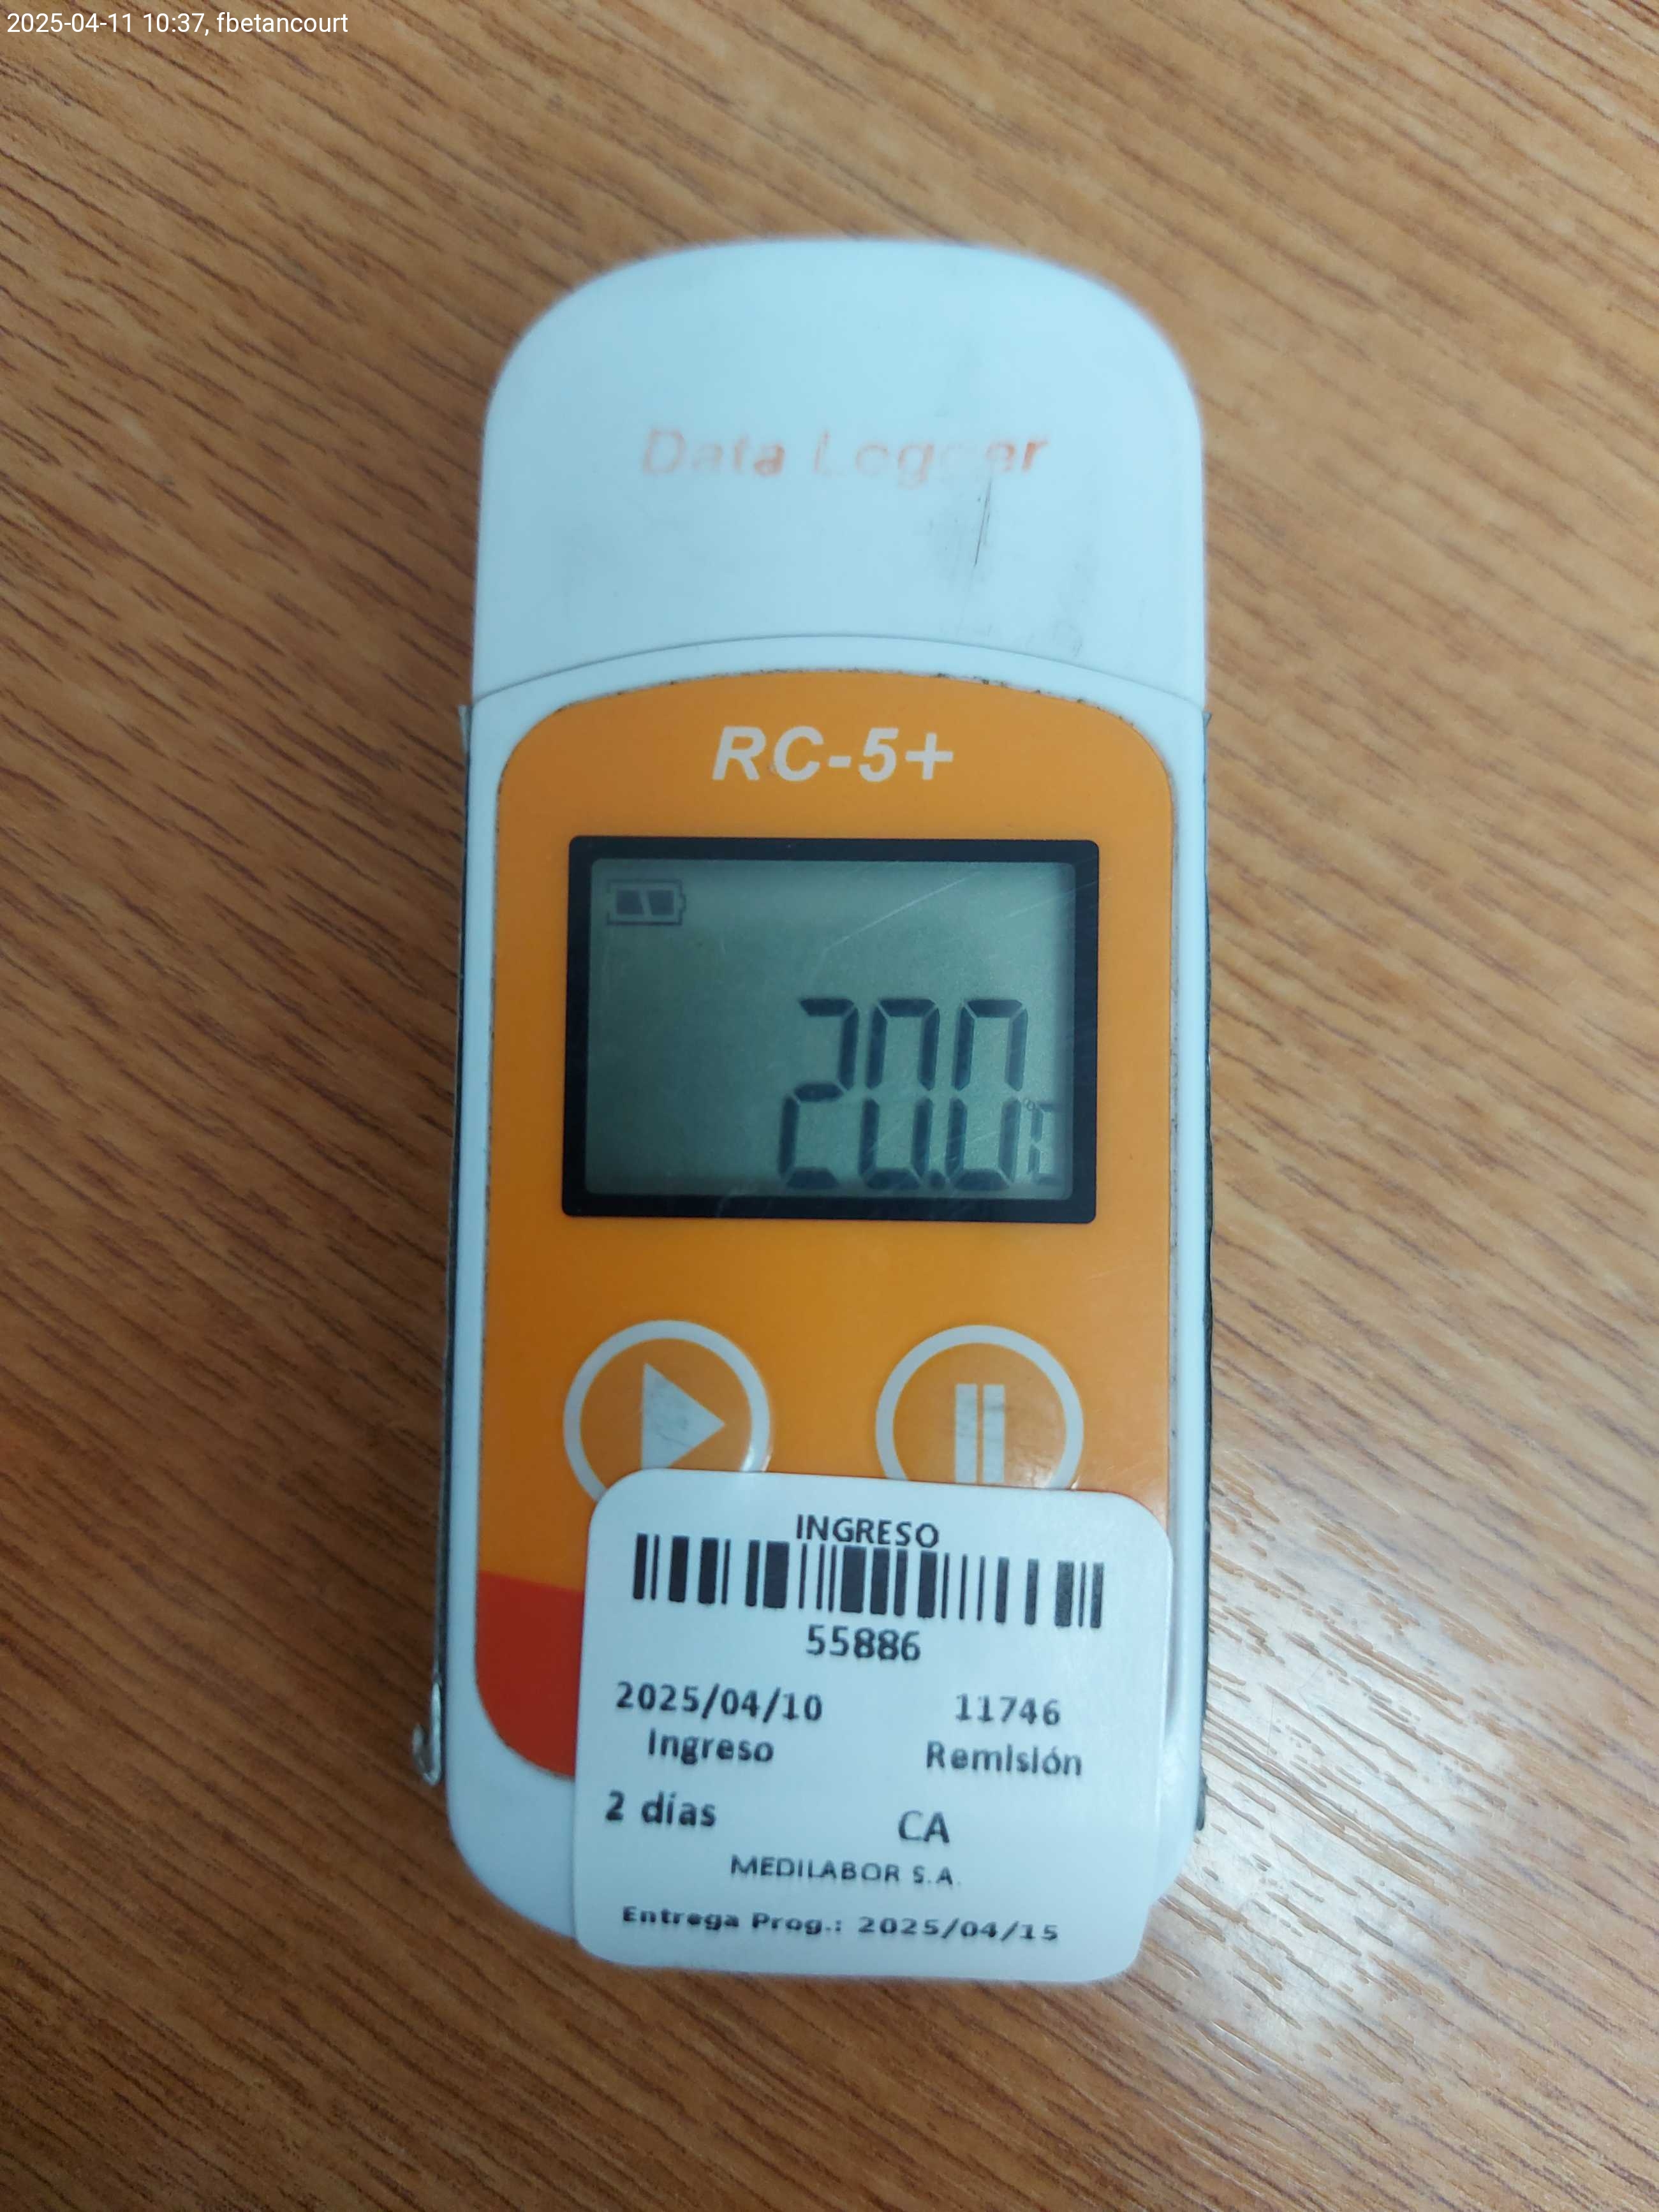 2025-04-11 10:37, fbetancourt
Data Logger
RC-5+
20.0°C
INGRESO
55886
2025/04/10 11746
Ingreso Remisión
2 días CA
MEDILABOR S.A.
Entrega Prog.: 2025/04/15